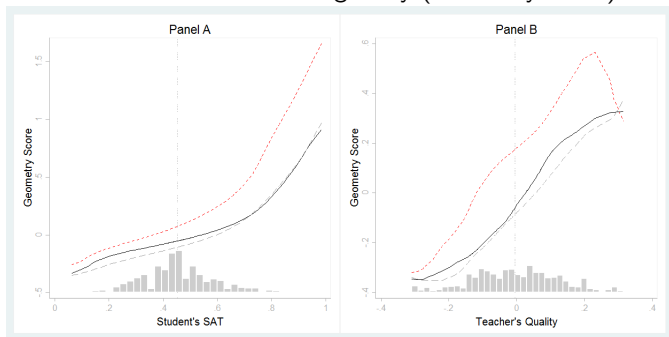 Panel A
Geometry Score
1.5
1
.5
0
-.5
0 .2 .4 .6 .8 1
Student's SAT
Panel B
Geometry Score
.6
.4
.2
0
-.2
-.4
-.4 -.2 0 .2 .4
Teacher's Quality